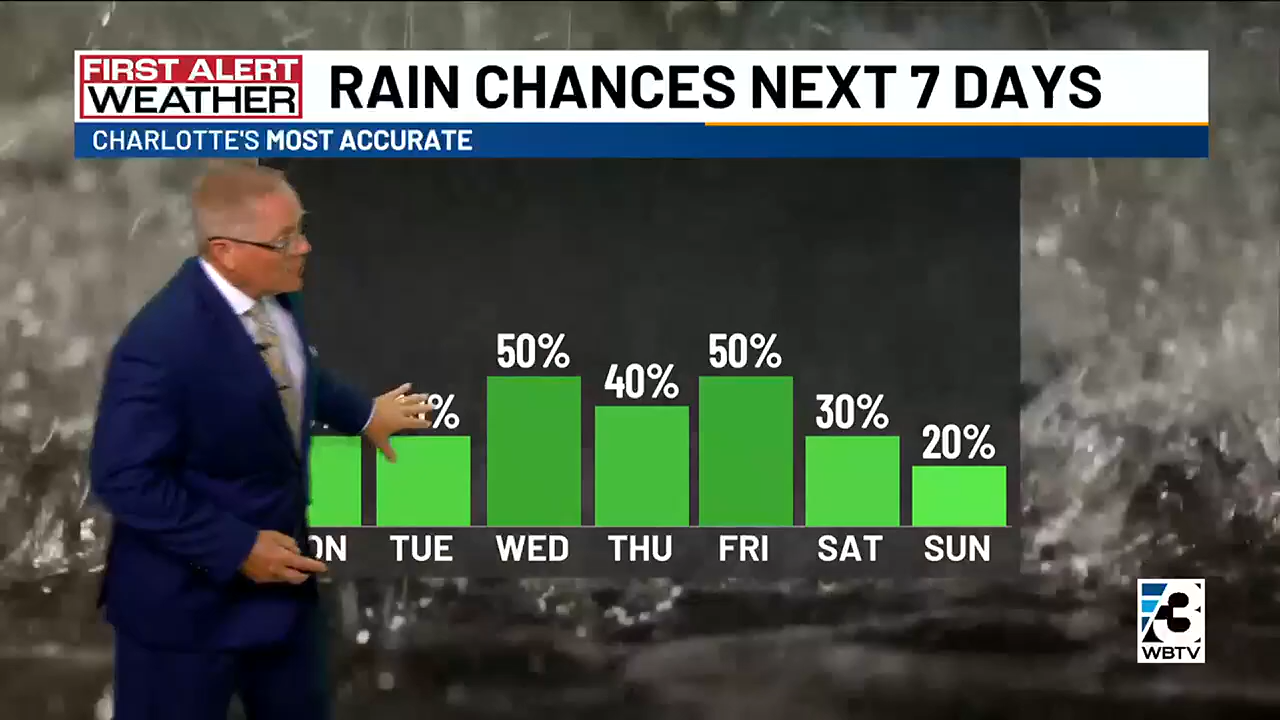 FIRST ALERT
WEATHER
RAIN CHANCES NEXT 7 DAYS
CHARLOTTE'S MOST ACCURATE
50%
40%
50%
30%
20%
TUE
WED
THU
FRI
SAT
SUN
3
WBTV